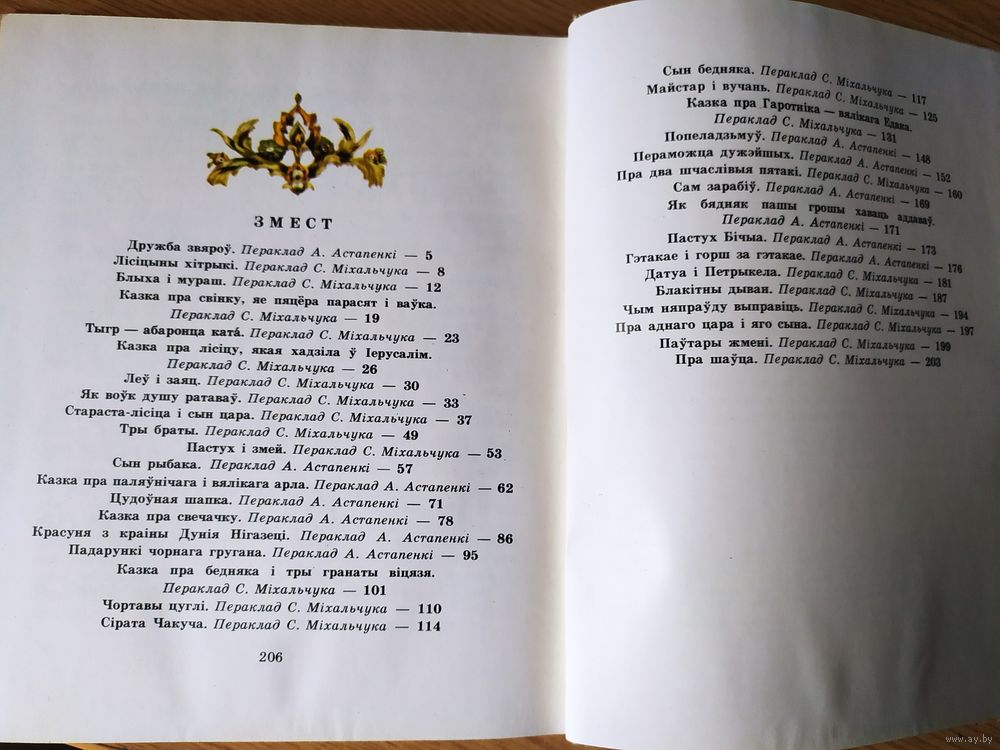 ЗМЕСТ
Дружба звяроў. Пераклад А. Астапенкі — 5
Лісіцыны хітрыкі. Пераклад С. Міхальчука — 8
Блыха і мураш. Пераклад С. Міхальчука — 12
Казка пра свінку, яе пяцёра парасят і ваўка.
Пераклад С. Міхальчука — 19
Тыгр — абаронца ката́. Пераклад С. Міхальчука — 23
Казка пра лісіцу, якая хадзіла ў Іерусалім.
Пераклад С. Міхальчука — 26
Леў і заяц. Пераклад С. Міхальчука — 30
Як воўк душу ратаваў. Пераклад С. Міхальчука — 33
Стараста-лісіца і сын цара. Пераклад С. Міхальчука — 37
Тры браты. Пераклад С. Міхальчука — 49
Пастух і змей. Пераклад С. Міхальчука — 53
Сын рыбака. Пераклад А. Астапенкі — 57
Казка пра паляўнічага і вялікага арла. Пераклад А. Астапенкі — 62
Цудоўная шапка. Пераклад А. Астапенкі — 71
Казка пра свечачку. Пераклад А. Астапенкі — 78
Красуня з краіны Дунія Нігазеці. Пераклад А. Астапенкі — 86
Падарункі чорнага гругана. Пераклад А. Астапенкі — 95
Казка пра бедняка і тры гранаты віцязя.
Пераклад С. Міхальчука — 101
Чортавы цуглі. Пераклад С. Міхальчука — 110
Сірата Чакуча. Пераклад С. Міхальчука — 114
206
Сын бедняка. Пераклад С. Міхальчука — 117
Майстар і вучань. Пераклад С. Міхальчука — 125
Казка пра Гаротніка — вялікага Едака.
Пераклад С. Міхальчука — 131
Попеладзьмуў. Пераклад А. Астапенкі — 148
Пераможца дужэйшых. Пераклад А. Астапенкі — 152
Пра два шчаслівыя пятакі. Пераклад С. Міхальчука — 160
Сам зарабіў. Пераклад А. Астапенкі — 169
Як бядняк пашы грошы хаваць аддаваў.
Пераклад А. Астапенкі — 171
Пастух Бічыа. Пераклад А. Астапенкі — 173
Гэтакае і горш за гэтакае. Пераклад А. Астапенкі — 176
Датуа і Петрыкела. Пераклад С. Міхальчука — 181
Блакітны дыван. Пераклад С. Міхальчука — 187
Чым няпраўду выправіць. Пераклад С. Міхальчука — 194
Пра аднаго цара і яго сына. Пераклад С. Міхальчука — 197
Паўтары жмені. Пераклад С. Міхальчука — 199
Пра шаўца. Пераклад С. Міхальчука — 203
www.ay.by